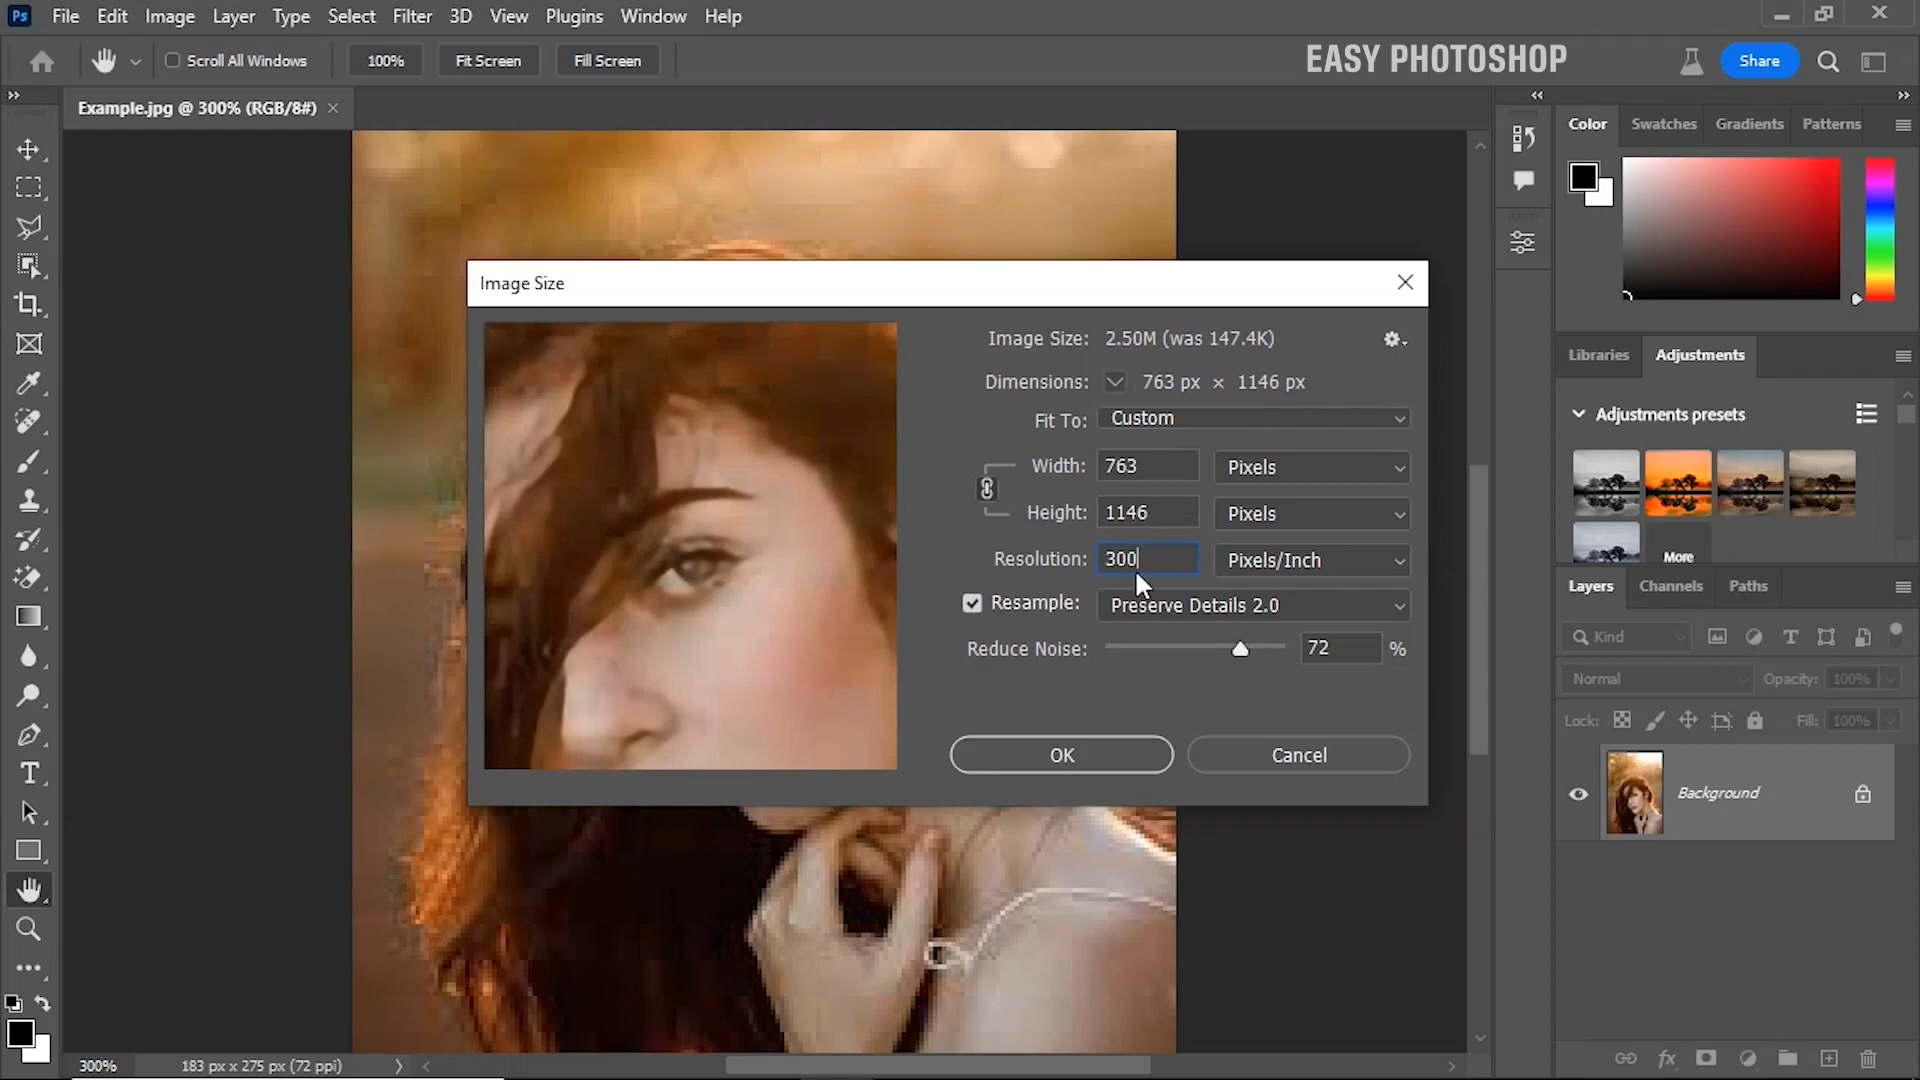 Ps File Edit Image Layer Type Select Filter 3D View Plugins Window Help
Scroll All Windows 100% Fit Screen Fill Screen EASY PHOTOSHOP Share
Example.jpg @ 300% (RGB/8#)
Color Swatches Gradients Patterns
Image Size
Image Size: 2.50M (was 147.4K)
Dimensions: 763 px × 1146 px
Fit To: Custom
Width: 763 Pixels
Height: 1146 Pixels
Resolution: 300 Pixels/Inch
Resample: Preserve Details 2.0
Reduce Noise: 72 %
OK Cancel
Libraries Adjustments
Adjustments presets
More
Layers Channels Paths
Kind
Normal Opacity: 100%
Lock: Fill: 100%
Background
300% 183 px x 275 px (72 ppi)